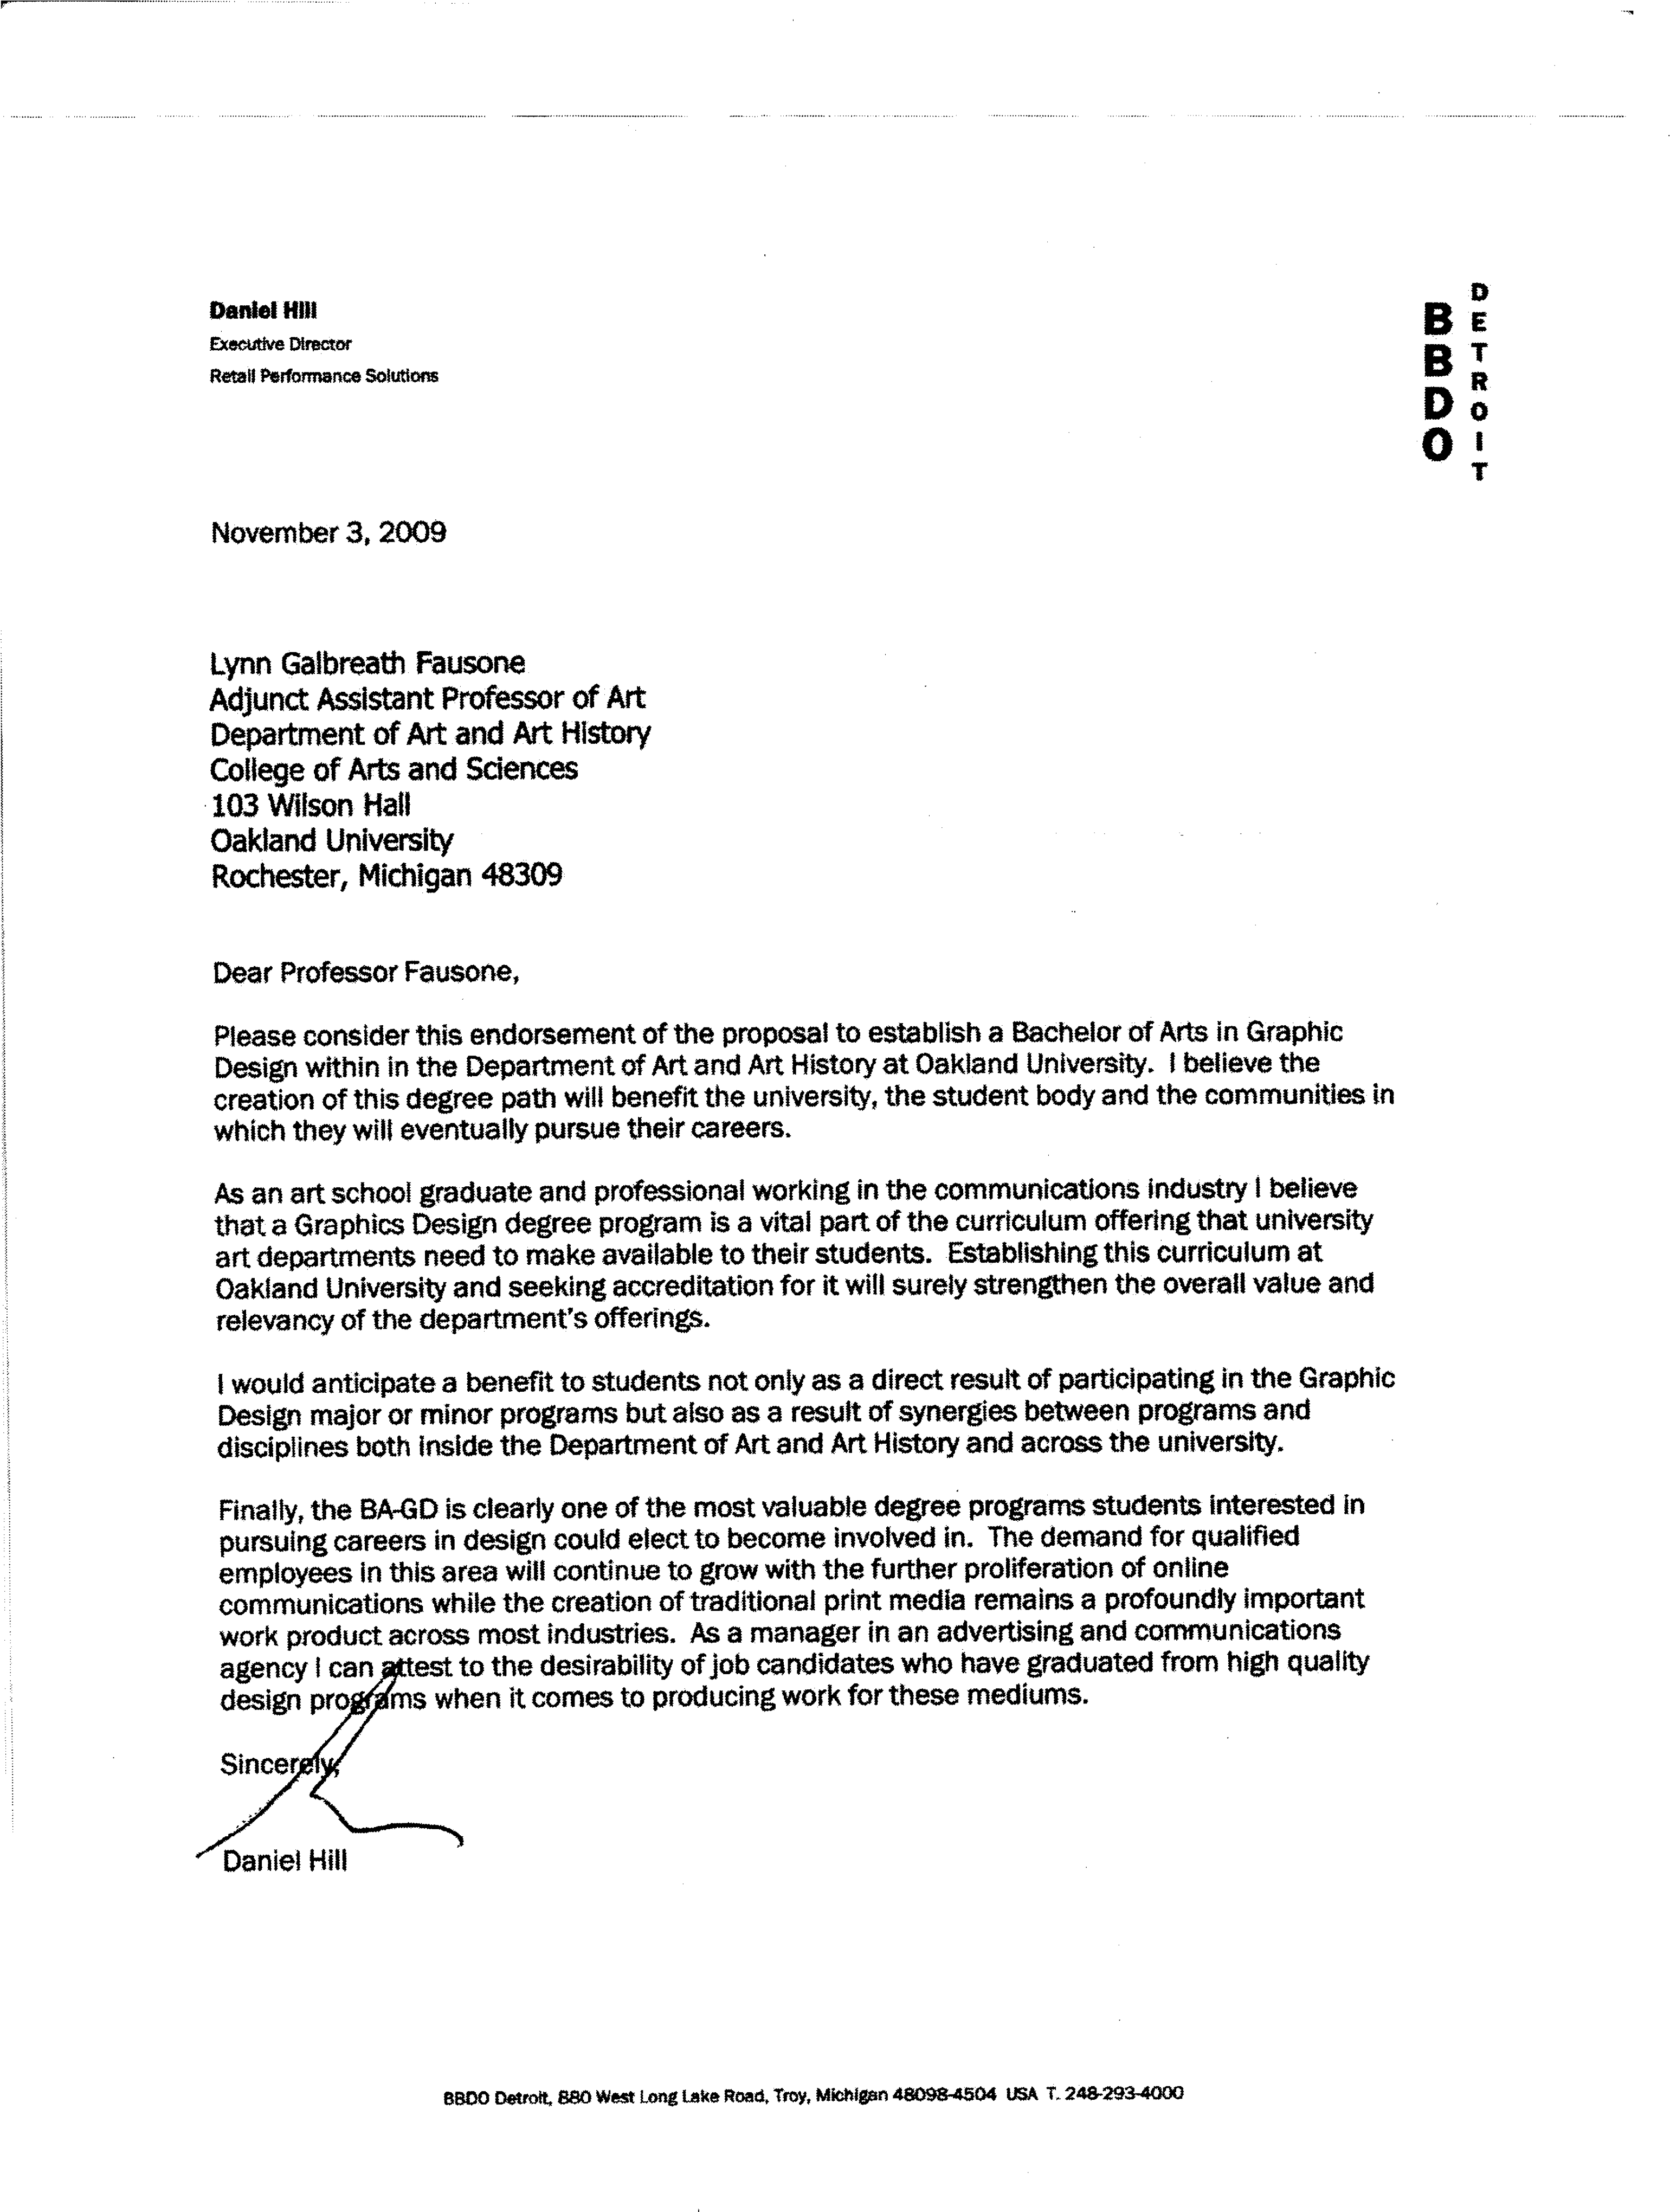 Daniel Hill
Executive Director
Retail Performance Solutions
BBDO
DETROIT
November 3, 2009
Lynn Galbreath Fausone
Adjunct Assistant Professor of Art
Department of Art and Art History
College of Arts and Sciences
103 Wilson Hall
Oakland University
Rochester, Michigan 48309
Dear Professor Fausone,
Please consider this endorsement of the proposal to establish a Bachelor of Arts in Graphic
Design within in the Department of Art and Art History at Oakland University.  I believe the
creation of this degree path will benefit the university, the student body and the communities in
which they will eventually pursue their careers.
As an art school graduate and professional working in the communications industry I believe
that a Graphics Design degree program is a vital part of the curriculum offering that university
art departments need to make available to their students.  Establishing this curriculum at
Oakland University and seeking accreditation for it will surely strengthen the overall value and
relevancy of the department's offerings.
I would anticipate a benefit to students not only as a direct result of participating in the Graphic
Design major or minor programs but also as a result of synergies between programs and
disciplines both inside the Department of Art and Art History and across the university.
Finally, the BA-GD is clearly one of the most valuable degree programs students interested in
pursuing careers in design could elect to become involved in.  The demand for qualified
employees in this area will continue to grow with the further proliferation of online
communications while the creation of traditional print media remains a profoundly important
work product across most industries.  As a manager in an advertising and communications
agency I can attest to the desirability of job candidates who have graduated from high quality
design programs when it comes to producing work for these mediums.
Sincerely,
Daniel Hill
BBDO Detroit, 880 West Long Lake Road, Troy, Michigan 48098-4504 USA T. 248-293-4000